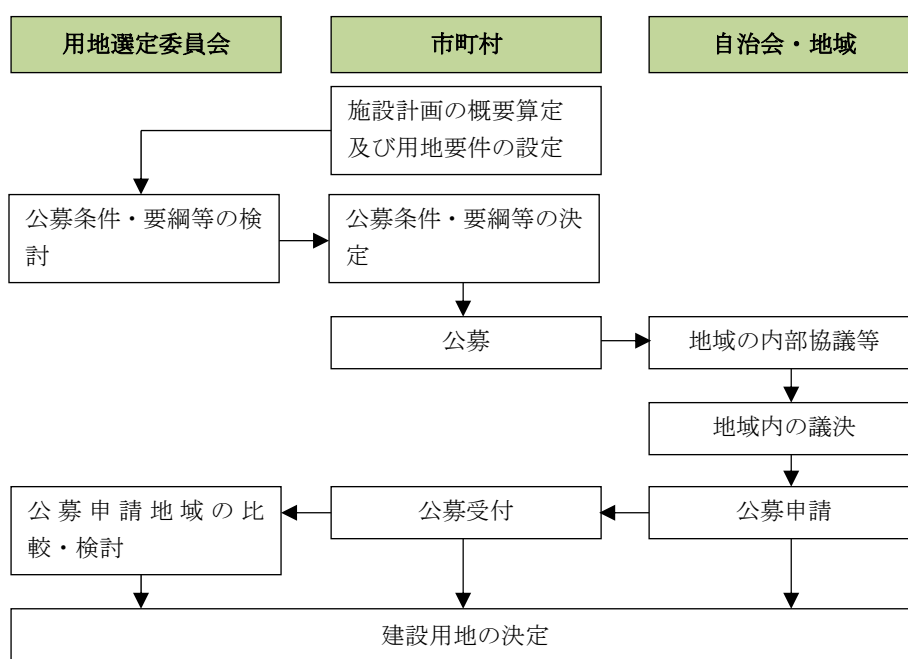 用地選定委員会
市町村
自治会・地域
施設計画の概要算定
及び用地要件の設定
公募条件・要綱等の検
討
公募条件・要綱等の決
定
公募
地域の内部協議等
地域内の議決
公募申請地域の比
較・検討
公募受付
公募申請
建設用地の決定